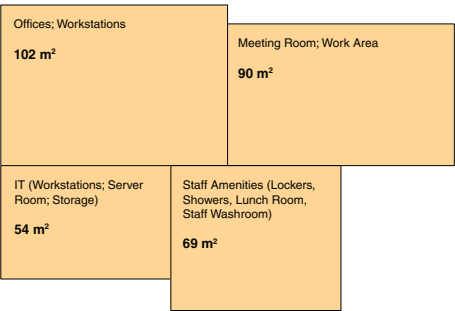 Offices; Workstations
102 m²
Meeting Room; Work Area
90 m²
IT (Workstations; Server
Room; Storage)
54 m²
Staff Amenities (Lockers,
Showers, Lunch Room,
Staff Washroom)
69 m²